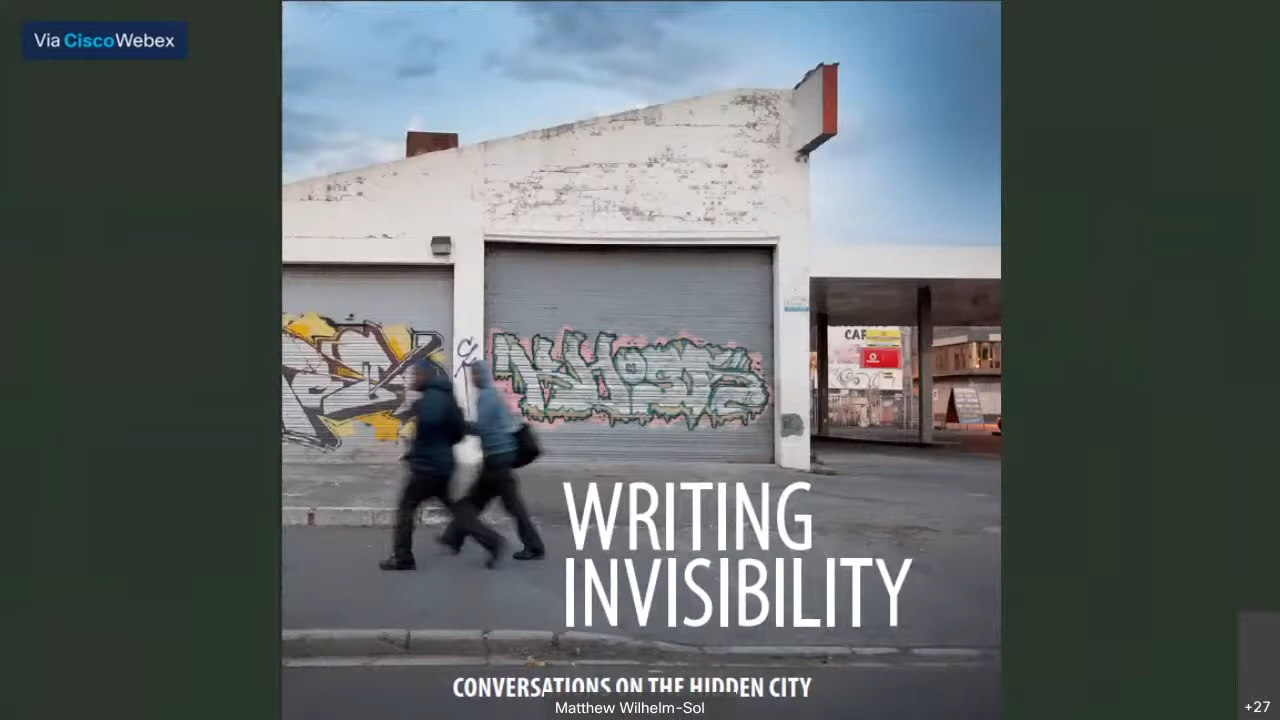 Via CiscoWebex
WRITING
INVISIBILITY
CONVERSATIONS ON THE HIDDEN CITY
Matthew Wilhelm-Sol
+27